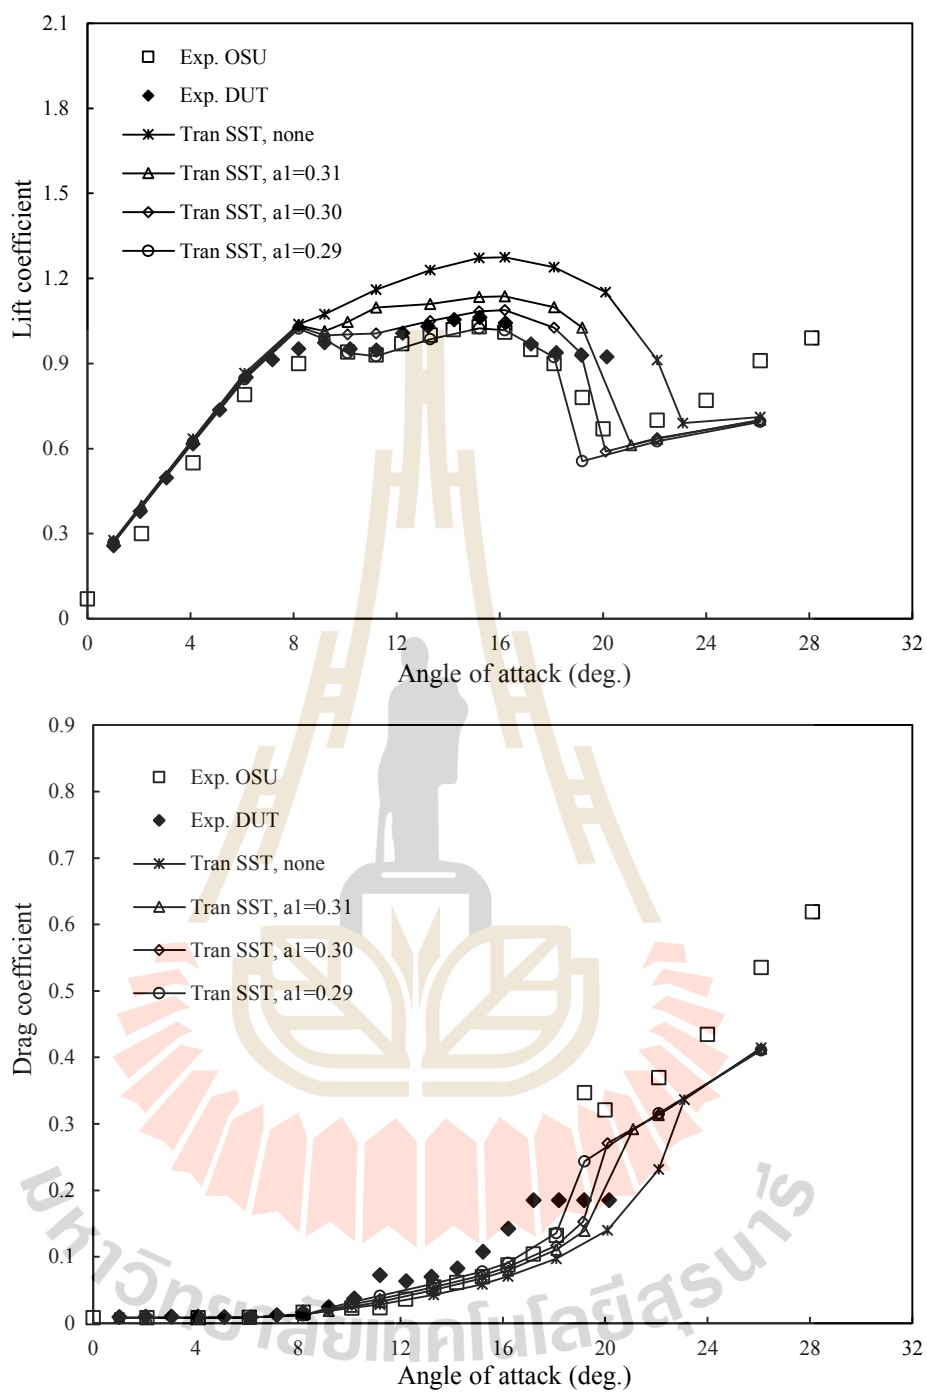 2.1
Exp. OSU
1.8
Exp. DUT
Tran SST, none
1.5
Tran SST, a1=0.31
Tran SST, a1=0.30
1.2
Tran SST, a1=0.29
Lift coefficient
0.9
0.6
0.3
0
0 4 8 12 16 20 24 28 32
Angle of attack (deg.)
0.9
Exp. OSU
0.8
Exp. DUT
0.7
Tran SST, none
0.6
Tran SST, a1=0.31
Tran SST, a1=0.30
0.5
Tran SST, a1=0.29
Drag coefficient
0.4
0.3
0.2
0.1
0
0 4 8 12 16 20 24 28 32
Angle of attack (deg.)
มหาวิทยาลัยเทคโนโลยีสุรนารี